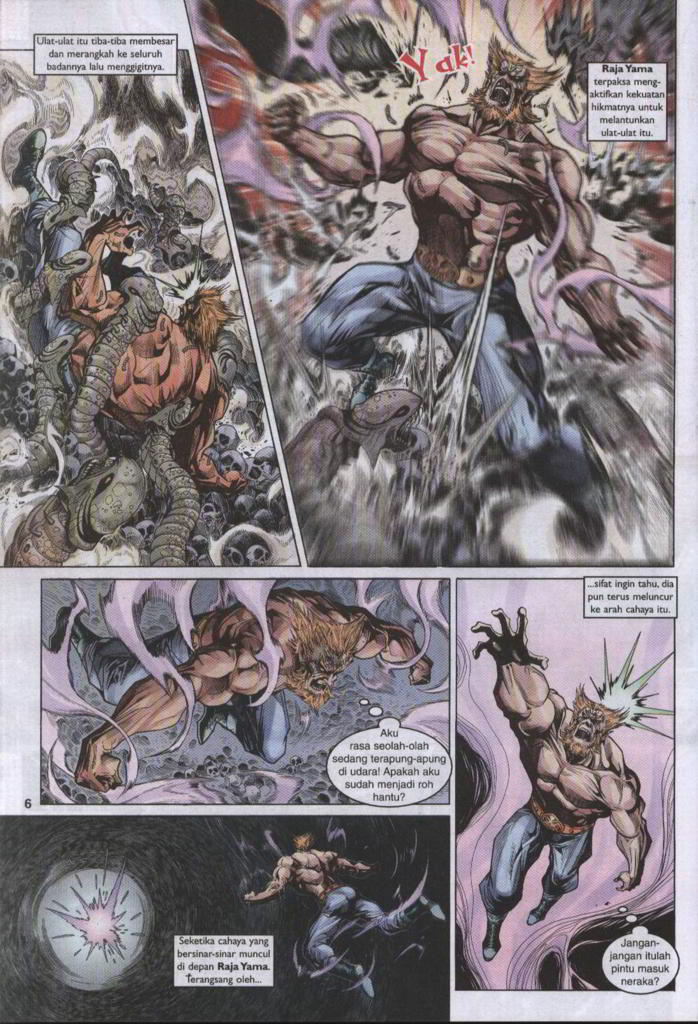 Ulat-ulat itu tiba-tiba membesar
dan merangkah ke seluruh
badannya lalu menggigitnya.
Yak!
Raja Yama
terpaksa meng-
aktifkan kekuatan
hikmatnya untuk
melantunkan
ulat-ulat itu.
Aku
rasa seolah-olah
sedang terapung-apung
di udara! Apakah aku
sudah menjadi roh
hantu?
6
Seketika cahaya yang
bersinar-sinar muncul
di depan Raja Yama.
Terangsang oleh...
...sifat ingin tahu, dia
pun terus meluncur
ke arah cahaya itu.
Jangan-
jangan itulah
pintu masuk
neraka?